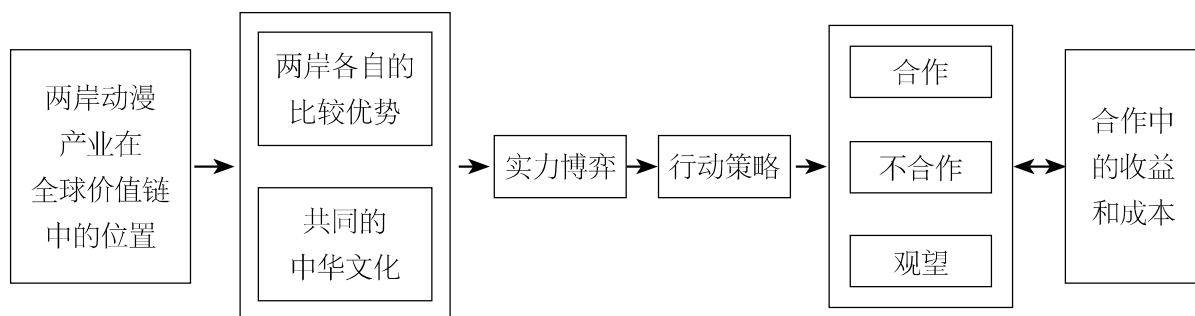 两岸动漫
产业在
全球价值链
中的位置
两岸各自的
比较优势
共同的
中华文化
实力博弈
行动策略
合作
不合作
观望
合作中
的收益
和成本